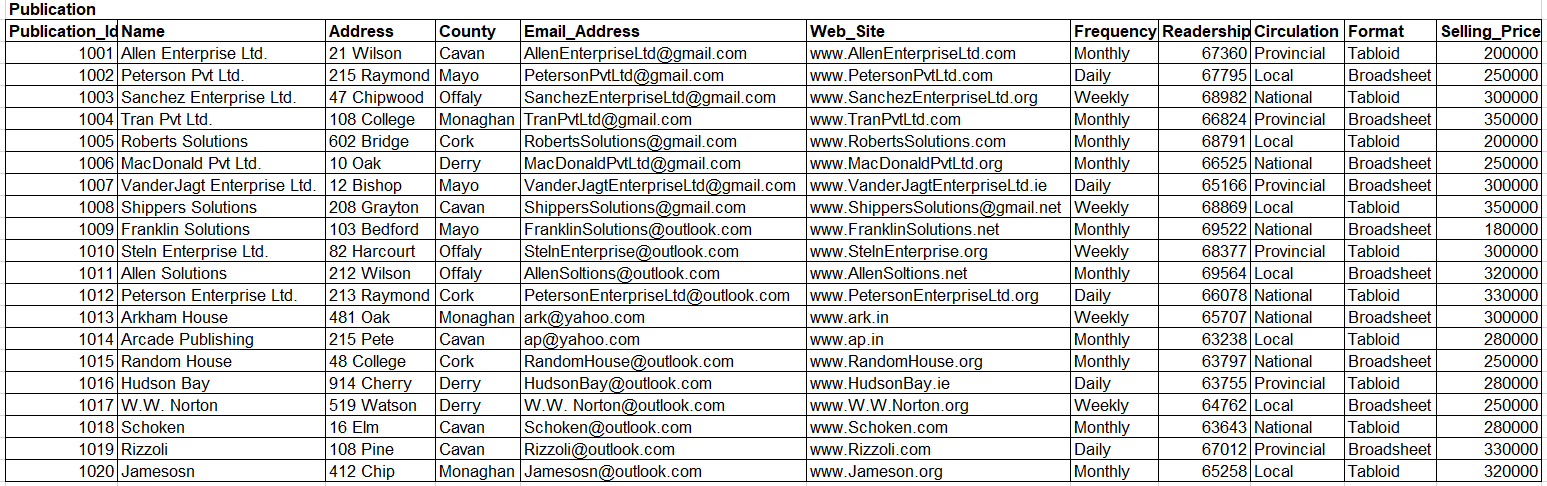 Publication
Publication_Id Name Address County Email_Address Web_Site Frequency Readership Circulation Format Selling_Price
1001 Allen Enterprise Ltd. 21 Wilson Cavan AllenEnterpriseLtd@gmail.com www.AllenEnterpriseLtd.com Monthly 67360 Provincial Tabloid 200000
1002 Peterson Pvt Ltd. 215 Raymond Mayo PetersonPvtLtd@gmail.com www.PetersonPvtLtd.com Daily 67795 Local Broadsheet 250000
1003 Sanchez Enterprise Ltd. 47 Chipwood Offaly SanchezEnterpriseLtd@gmail.com www.SanchezEnterpriseLtd.org Weekly 68982 National Tabloid 300000
1004 Tran Pvt Ltd. 108 College Monaghan TranPvtLtd@gmail.com www.TranPvtLtd.com Monthly 66824 Provincial Broadsheet 350000
1005 Roberts Solutions 602 Bridge Cork RobertsSolutions@gmail.com www.RobertsSolutions.com Monthly 68791 Local Tabloid 200000
1006 MacDonald Pvt Ltd. 10 Oak Derry MacDonaldPvtLtd@gmail.com www.MacDonaldPvtLtd.org Monthly 66525 National Broadsheet 250000
1007 VanderJagt Enterprise Ltd. 12 Bishop Mayo VanderJagtEnterpriseLtd@gmail.com www.VanderJagtEnterpriseLtd.ie Daily 65166 Provincial Broadsheet 300000
1008 Shippers Solutions 208 Grayton Cavan ShippersSolutions@gmail.com www.ShippersSolutions@gmail.net Weekly 68869 Local Tabloid 350000
1009 Franklin Solutions 103 Bedford Mayo FranklinSolutions@outlook.com www.FranklinSolutions.net Monthly 69522 National Broadsheet 180000
1010 Steln Enterprise Ltd. 82 Harcourt Offaly StelnEnterprise@outlook.com www.StelnEnterprise.org Weekly 68377 Provincial Tabloid 300000
1011 Allen Solutions 212 Wilson Offaly AllenSoltions@outlook.com www.AllenSoltions.net Monthly 69564 Local Broadsheet 320000
1012 Peterson Enterprise Ltd. 213 Raymond Cork PetersonEnterpriseLtd@outlook.com www.PetersonEnterpriseLtd.org Daily 66078 National Tabloid 330000
1013 Arkham House 481 Oak Monaghan ark@yahoo.com www.ark.in Weekly 65707 National Broadsheet 300000
1014 Arcade Publishing 215 Pete Cavan ap@yahoo.com www.ap.in Monthly 63238 Local Tabloid 280000
1015 Random House 48 College Cork RandomHouse@outlook.com www.RandomHouse.org Monthly 63797 National Broadsheet 250000
1016 Hudson Bay 914 Cherry Derry HudsonBay@outlook.com www.HudsonBay.ie Daily 63755 Provincial Tabloid 280000
1017 W.W. Norton 519 Watson Derry W.W. Norton@outlook.com www.W.W.Norton.org Weekly 64762 Local Broadsheet 250000
1018 Schoken 16 Elm Cavan Schoken@outlook.com www.Schoken.com Monthly 63643 National Tabloid 280000
1019 Rizzoli 108 Pine Cavan Rizzoli@outlook.com www.Rizzoli.com Daily 67012 Provincial Broadsheet 330000
1020 Jamesosn 412 Chip Monaghan Jamesosn@outlook.com www.Jameson.org Monthly 65258 Local Tabloid 320000